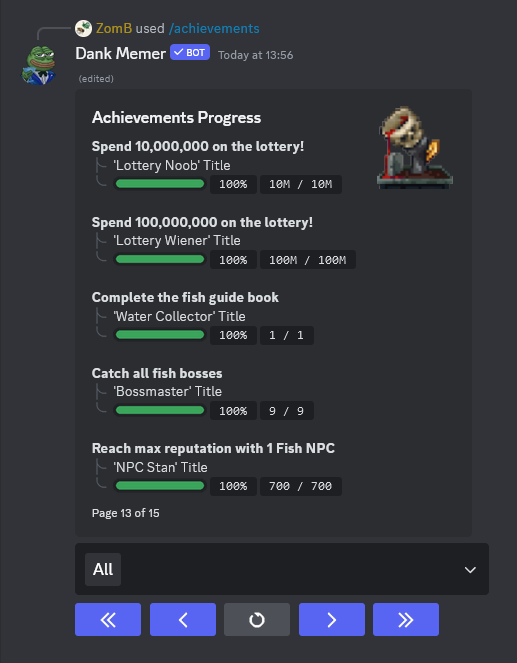 ZomB used /achievements
Dank Memer BOT Today at 13:56
(edited)
Achievements Progress
Spend 10,000,000 on the lottery!
'Lottery Noob' Title
100% 10M / 10M
Spend 100,000,000 on the lottery!
'Lottery Wiener' Title
100% 100M / 100M
Complete the fish guide book
'Water Collector' Title
100% 1 / 1
Catch all fish bosses
'Bossmaster' Title
100% 9 / 9
Reach max reputation with 1 Fish NPC
'NPC Stan' Title
100% 700 / 700
Page 13 of 15
All